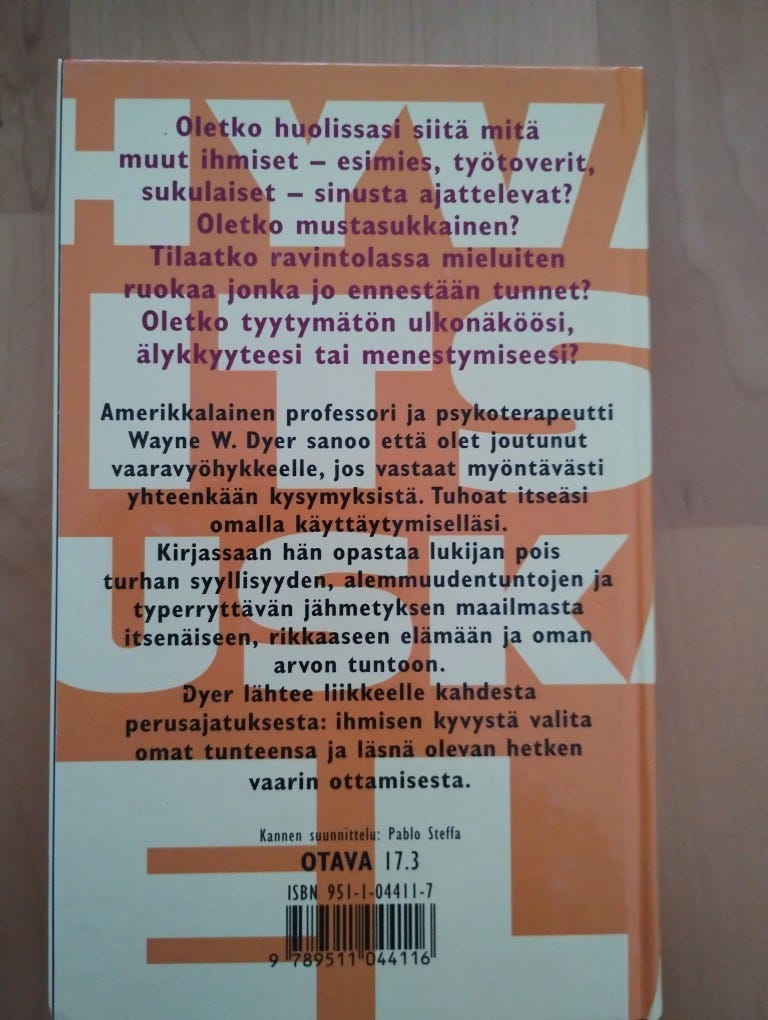 Oletko huolissasi siitä mitä
muut ihmiset – esimies, työtoverit,
sukulaiset – sinusta ajattelevat?
Oletko mustasukkainen?
Tilaatko ravintolassa mieluiten
ruokaa jonka jo ennestään tunnet?
Oletko tyytymätön ulkonäköösi,
älykkyyteesi tai menestymiseesi?
Amerikkalainen professori ja psykoterapeutti
Wayne W. Dyer sanoo että olet joutunut
vaaravyöhykkeelle, jos vastaat myöntävästi
yhteenkään kysymyksistä. Tuhoat itseäsi
omalla käyttäytymiselläsi.
Kirjassaan hän opastaa lukijan pois
turhan syyllisyyden, alemmuudentuntojen ja
typerryttävän jähmetyksen maailmasta
itsenäiseen, rikkaaseen elämään ja oman
arvon tuntoon.
Dyer lähtee liikkeelle kahdesta
perusajatuksesta: ihmisen kyvystä valita
omat tunteensa ja läsnä olevan hetken
vaarin ottamisesta.
Kannen suunnittelu: Pablo Steffa
OTAVA 17.3
ISBN 951-1-04411-7
9 789511 044116
HYVÄ
ITS
USKA
EL